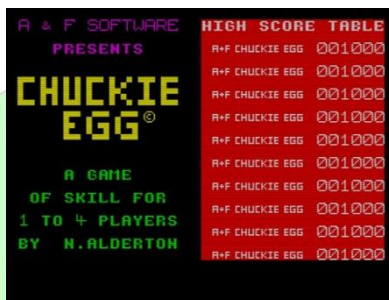 A & F SOFTWARE
PRESENTS
CHUCKIE
EGG©
A GAME
OF SKILL FOR
1 TO 4 PLAYERS
BY N.ALDERTON
HIGH SCORE TABLE
A+F CHUCKIE EGG 001000
A+F CHUCKIE EGG 001000
A+F CHUCKIE EGG 001000
A+F CHUCKIE EGG 001000
A+F CHUCKIE EGG 001000
A+F CHUCKIE EGG 001000
A+F CHUCKIE EGG 001000
A+F CHUCKIE EGG 001000
A+F CHUCKIE EGG 001000
A+F CHUCKIE EGG 001000